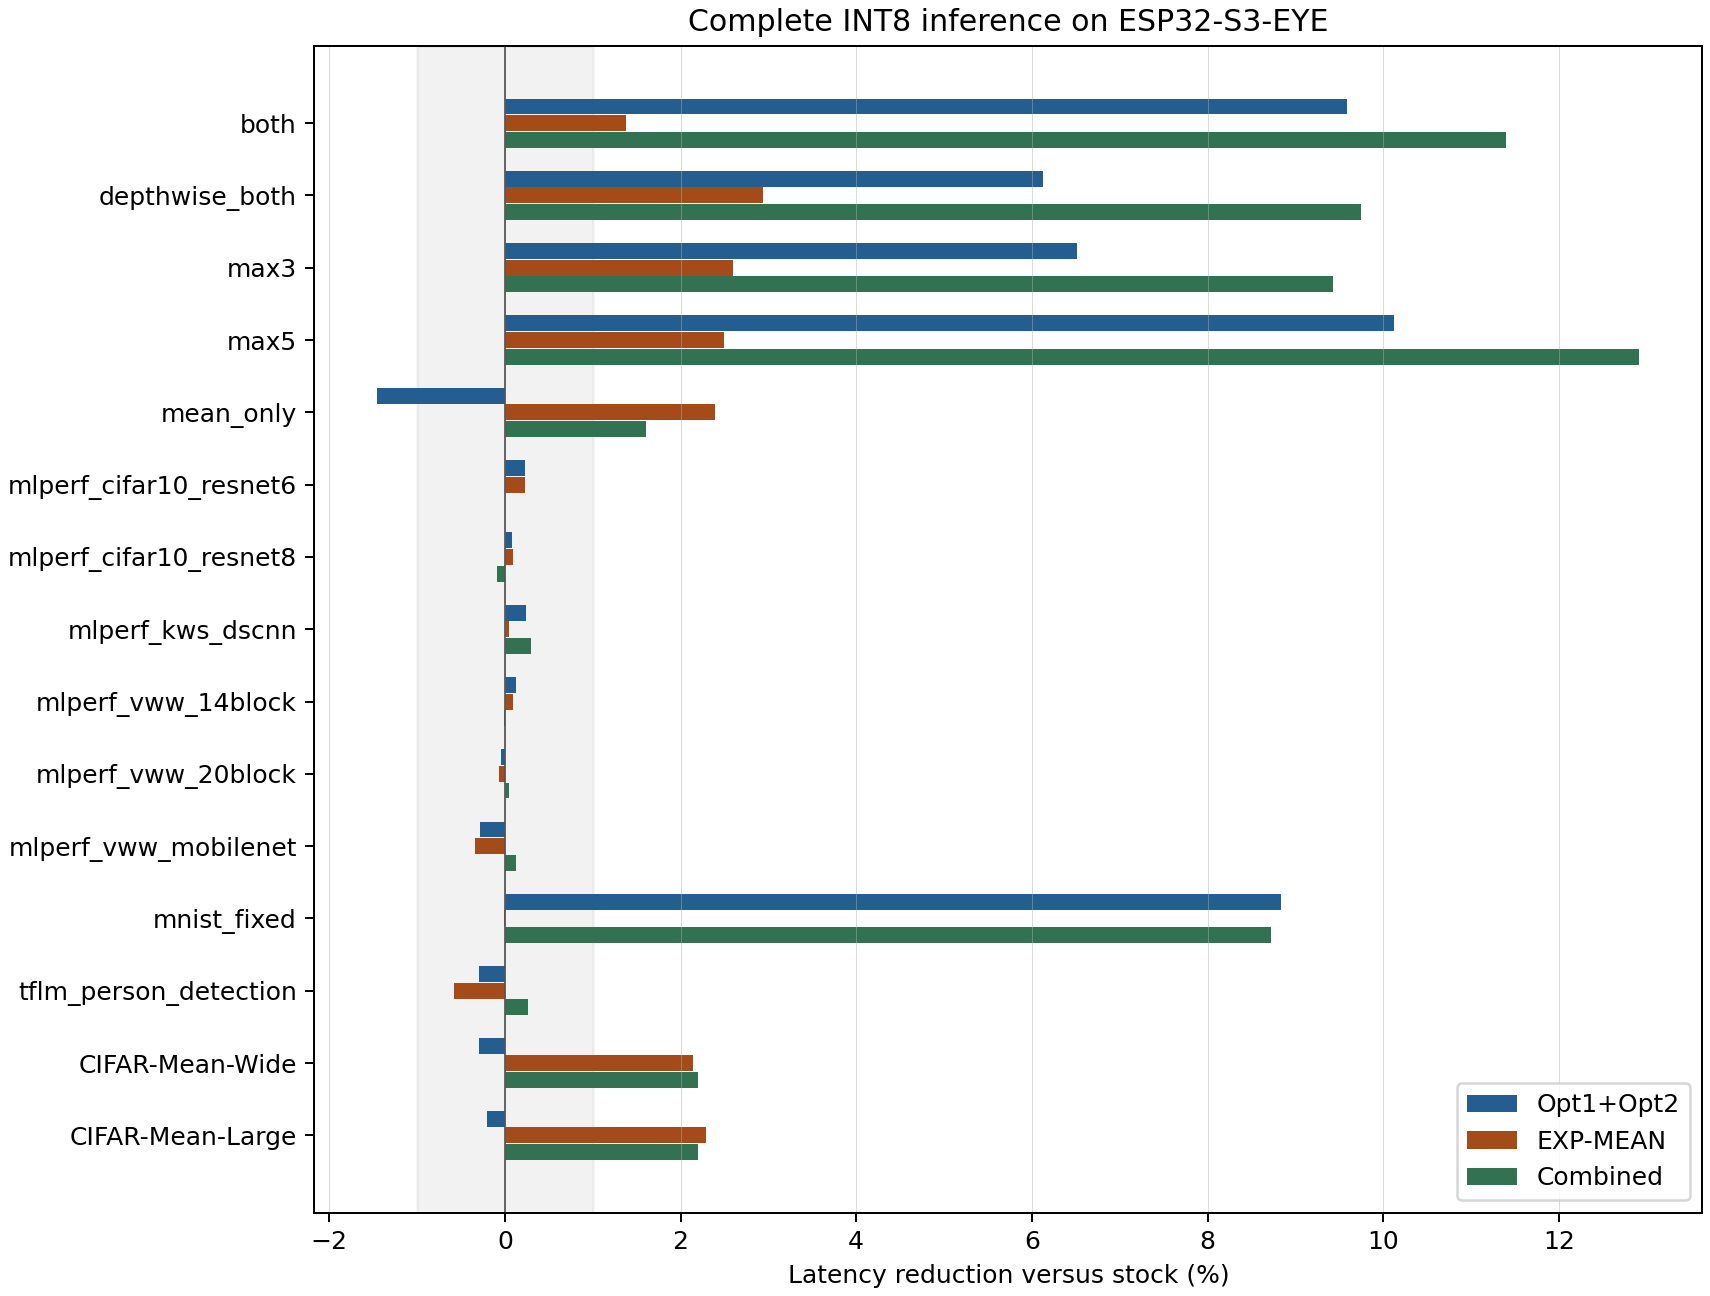 Complete INT8 inference on ESP32-S3-EYE
both
depthwise_both
max3
max5
mean_only
mlperf_cifar10_resnet6
mlperf_cifar10_resnet8
mlperf_kws_dscnn
mlperf_vww_14block
mlperf_vww_20block
mlperf_vww_mobilenet
mnist_fixed
tflm_person_detection
CIFAR-Mean-Wide
CIFAR-Mean-Large
Opt1+Opt2
EXP-MEAN
Combined
−2 0 2 4 6 8 10 12
Latency reduction versus stock (%)